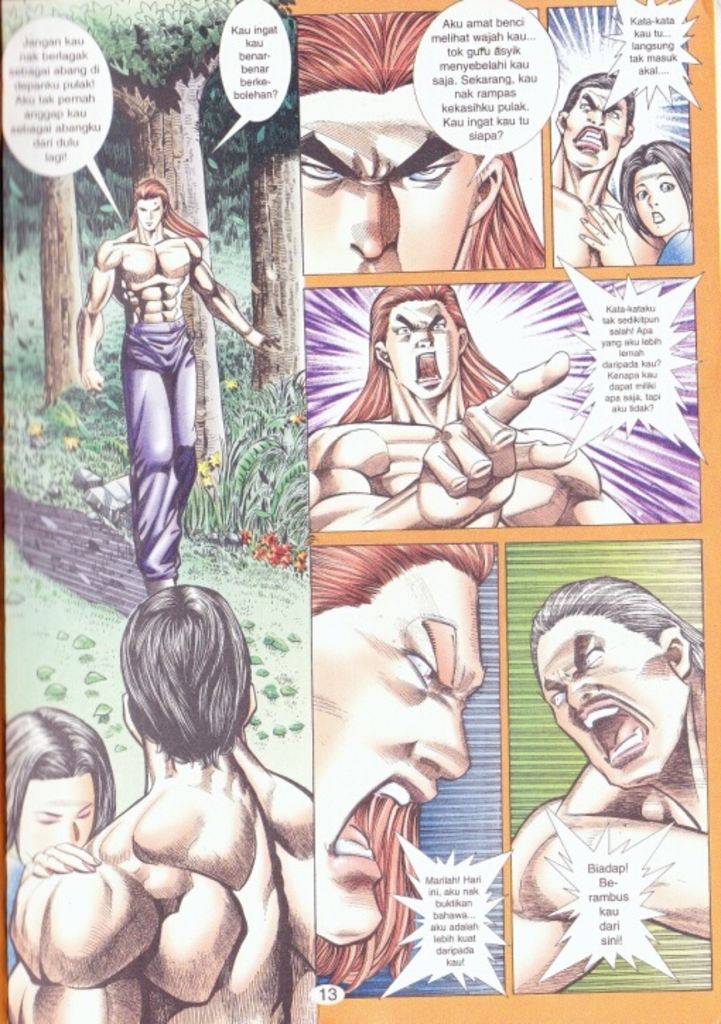 Jangan kau
nak berlagak
sebagai abang di
depanku pulak!
Aku tak pernah
anggap kau
sebagai abangku
dari dulu
lagi!
Kau ingat
kau
benar-
benar
berke-
bolehan?
Aku amat benci
melihat wajah kau...
tok guru asyik
menyebelahi kau
saja. Sekarang, kau
nak rampas
kekasihku pulak.
Kau ingat kau tu
siapa?
Kata-kata
kau tu...
langsung
tak masuk
akal....
Kata-kataku
tak sedikitpun
salah! Apa
yang aku lebih
lemah
daripada kau?
Kenapa kau
dapat miliki
apa saja, tapi
aku tidak?
Marilah! Hari
ini, aku nak
buktikan
bahawa...
aku adalah
lebih kuat
daripada
kau!
Biadap!
Be-
rambus
kau
dari
sini!
13